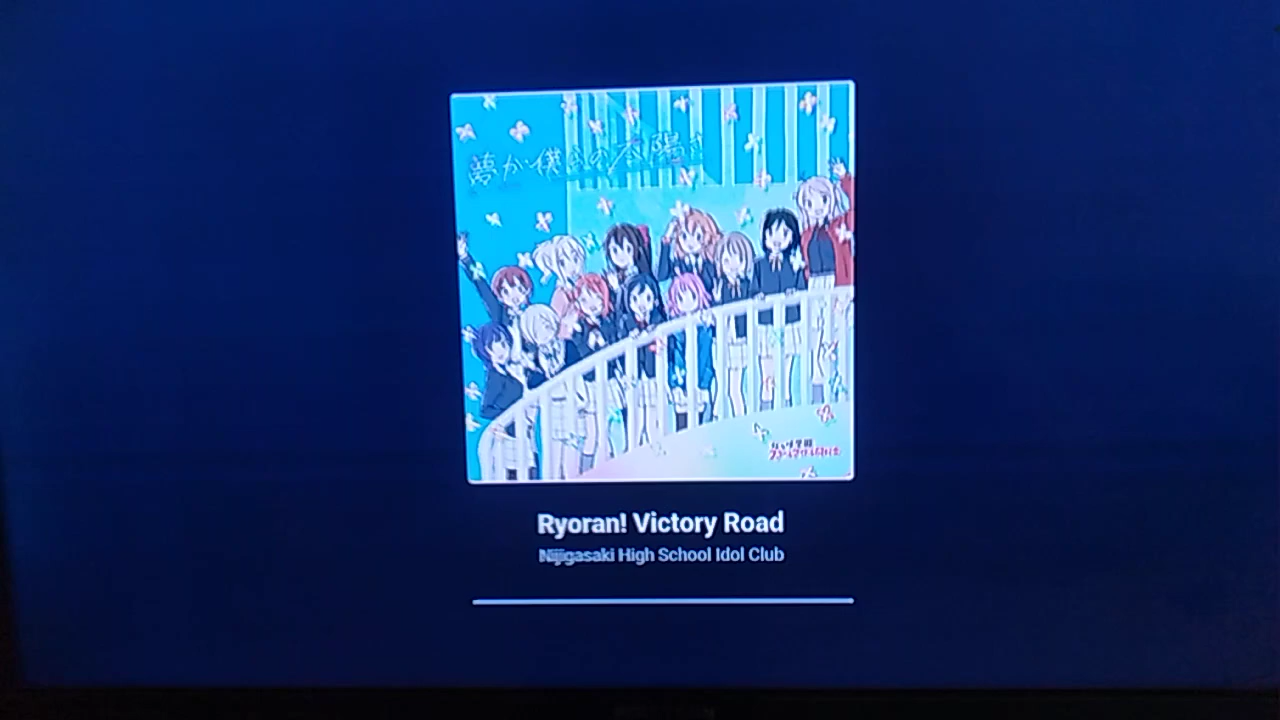 夢が僕らの太陽さ
Ryoran! Victory Road
Nijigasaki High School Idol Club